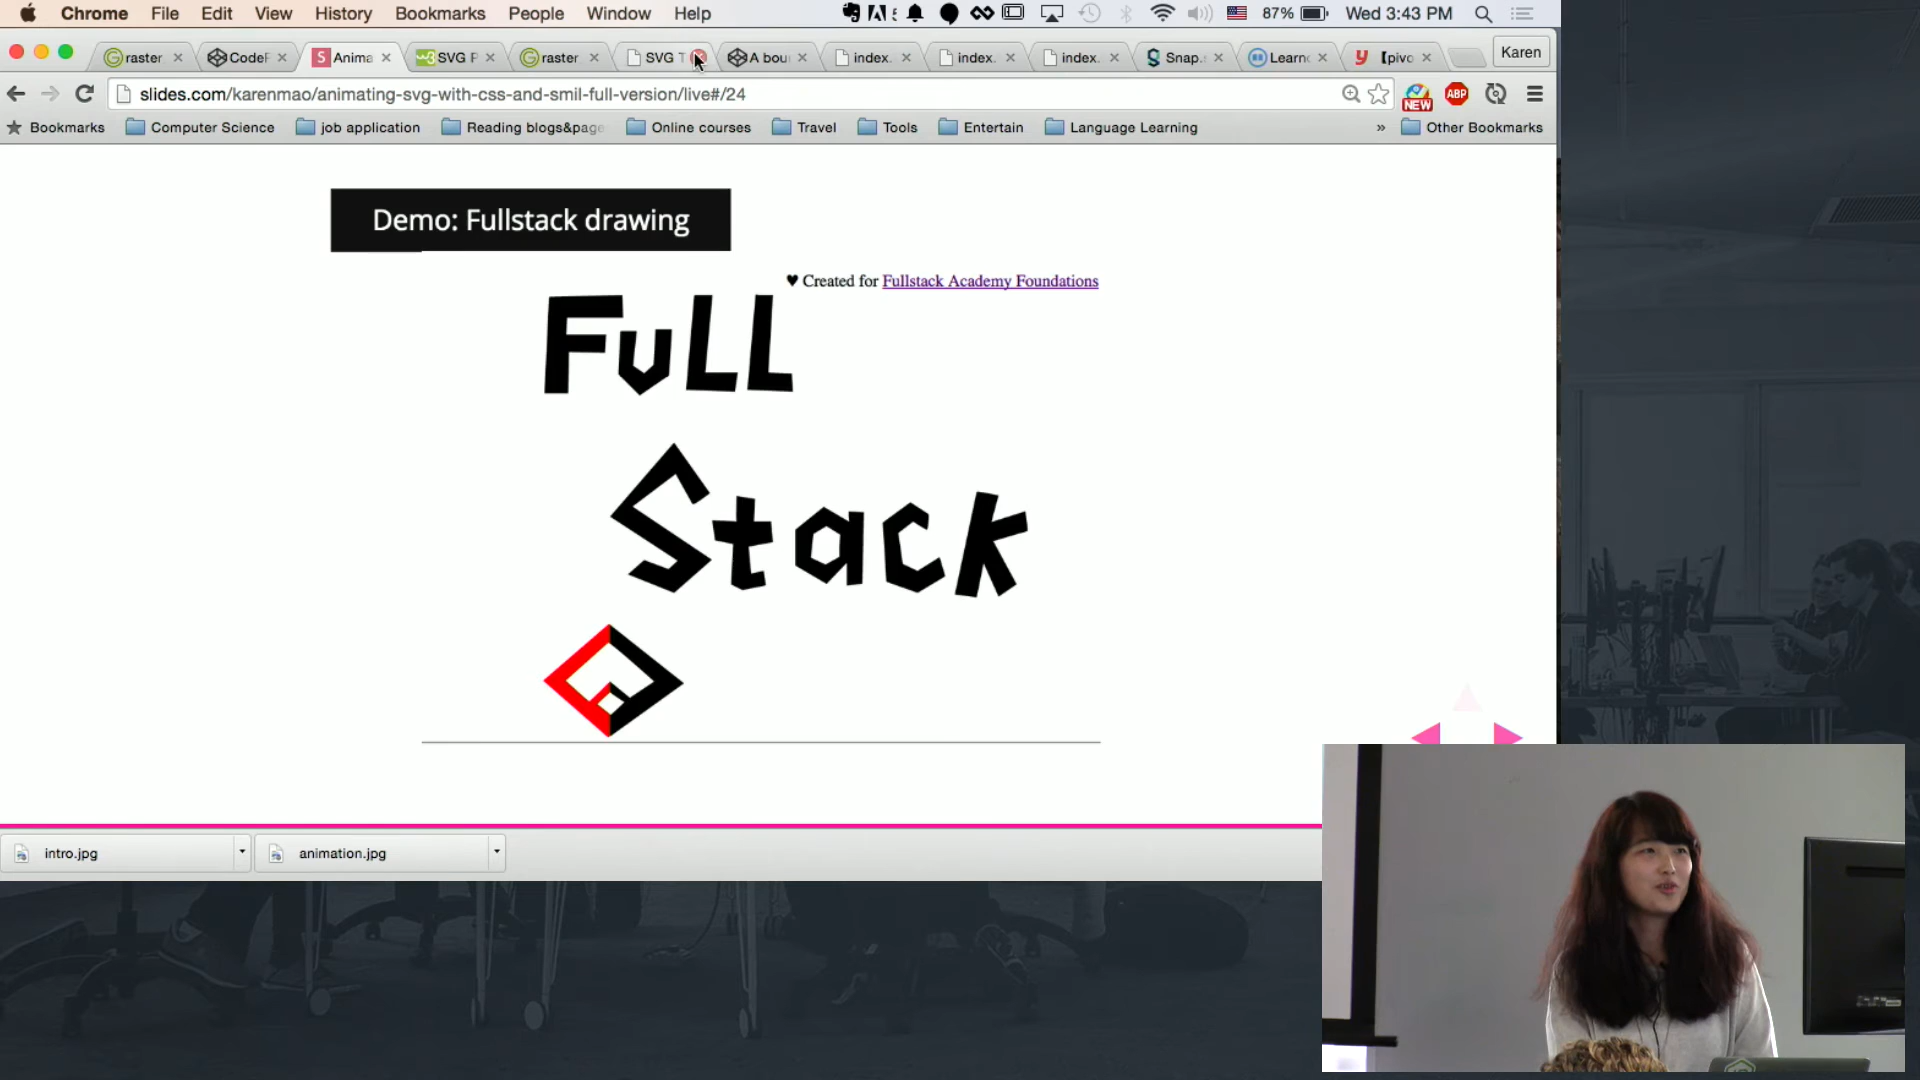 Chrome File Edit View History Bookmarks People Window Help 87% Wed 3:43 PM
raster CodeP Anima SVG P raster SVG T A bou index. index. index. Snap. Learn [pivo Karen
slides.com/karenmao/animating-svg-with-css-and-smil-full-version/live#/24 NEW ABP
Bookmarks Computer Science job application Reading blogs&page Online courses Travel Tools Entertain Language Learning » Other Bookmarks
Demo: Fullstack drawing
♥ Created for Fullstack Academy Foundations
FuLL
Stack
intro.jpg animation.jpg